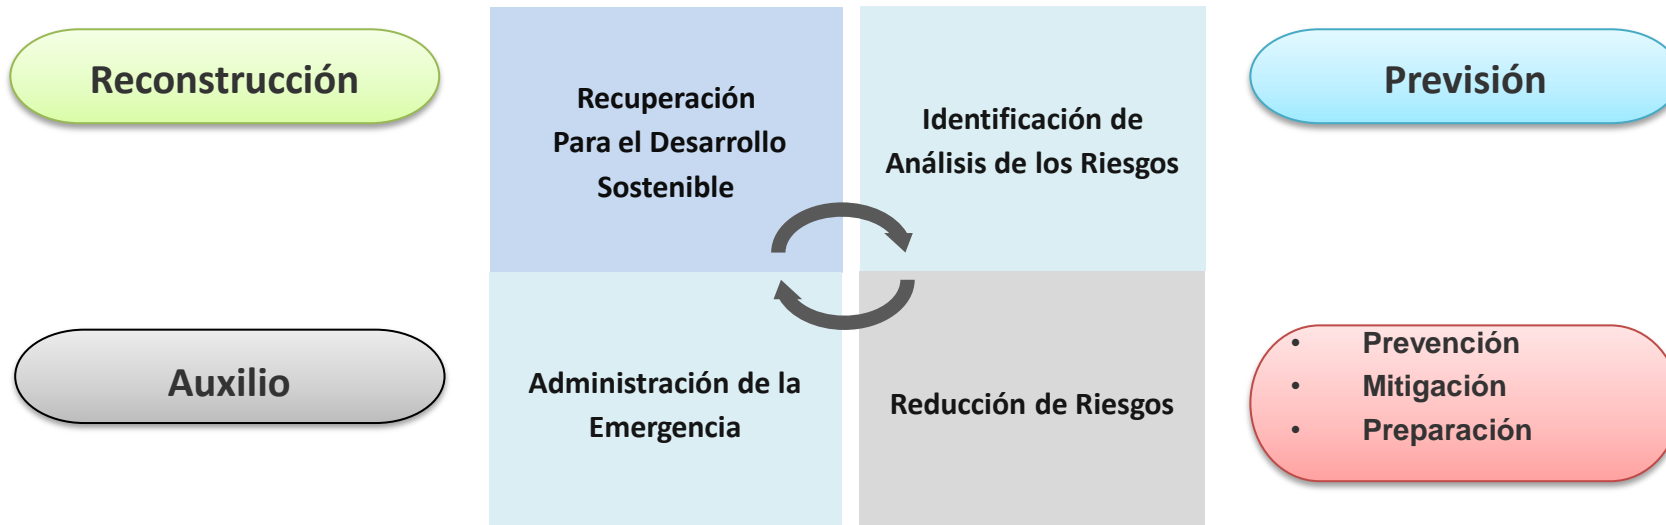 Reconstrucción
Recuperación
Para el Desarrollo
Sostenible
Identificación de
Análisis de los Riesgos
Previsión
Auxilio
Administración de la
Emergencia
Reducción de Riesgos
• Prevención
• Mitigación
• Preparación